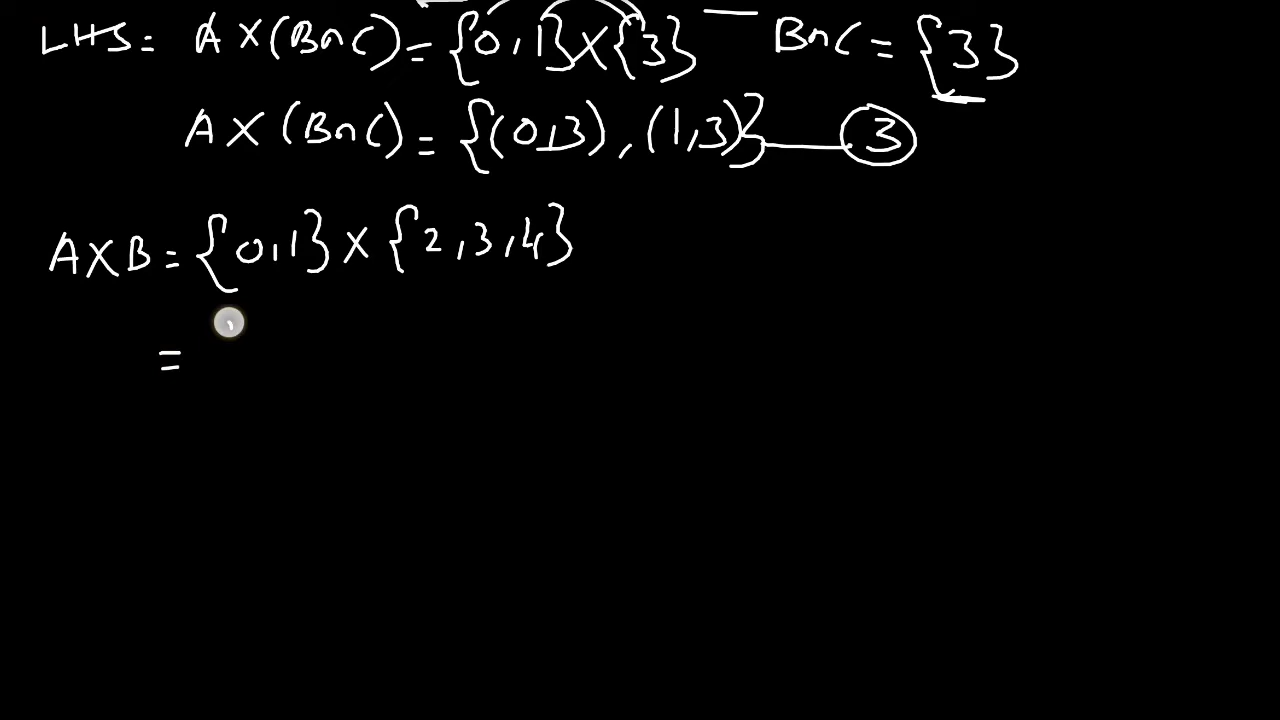 LHS = A X (B∩C) = {0,1} X {3} B∩C = {3}
A X (B∩C) = {(0,3), (1,3)} — 3
A X B = {0,1} X {2,3,4}
=